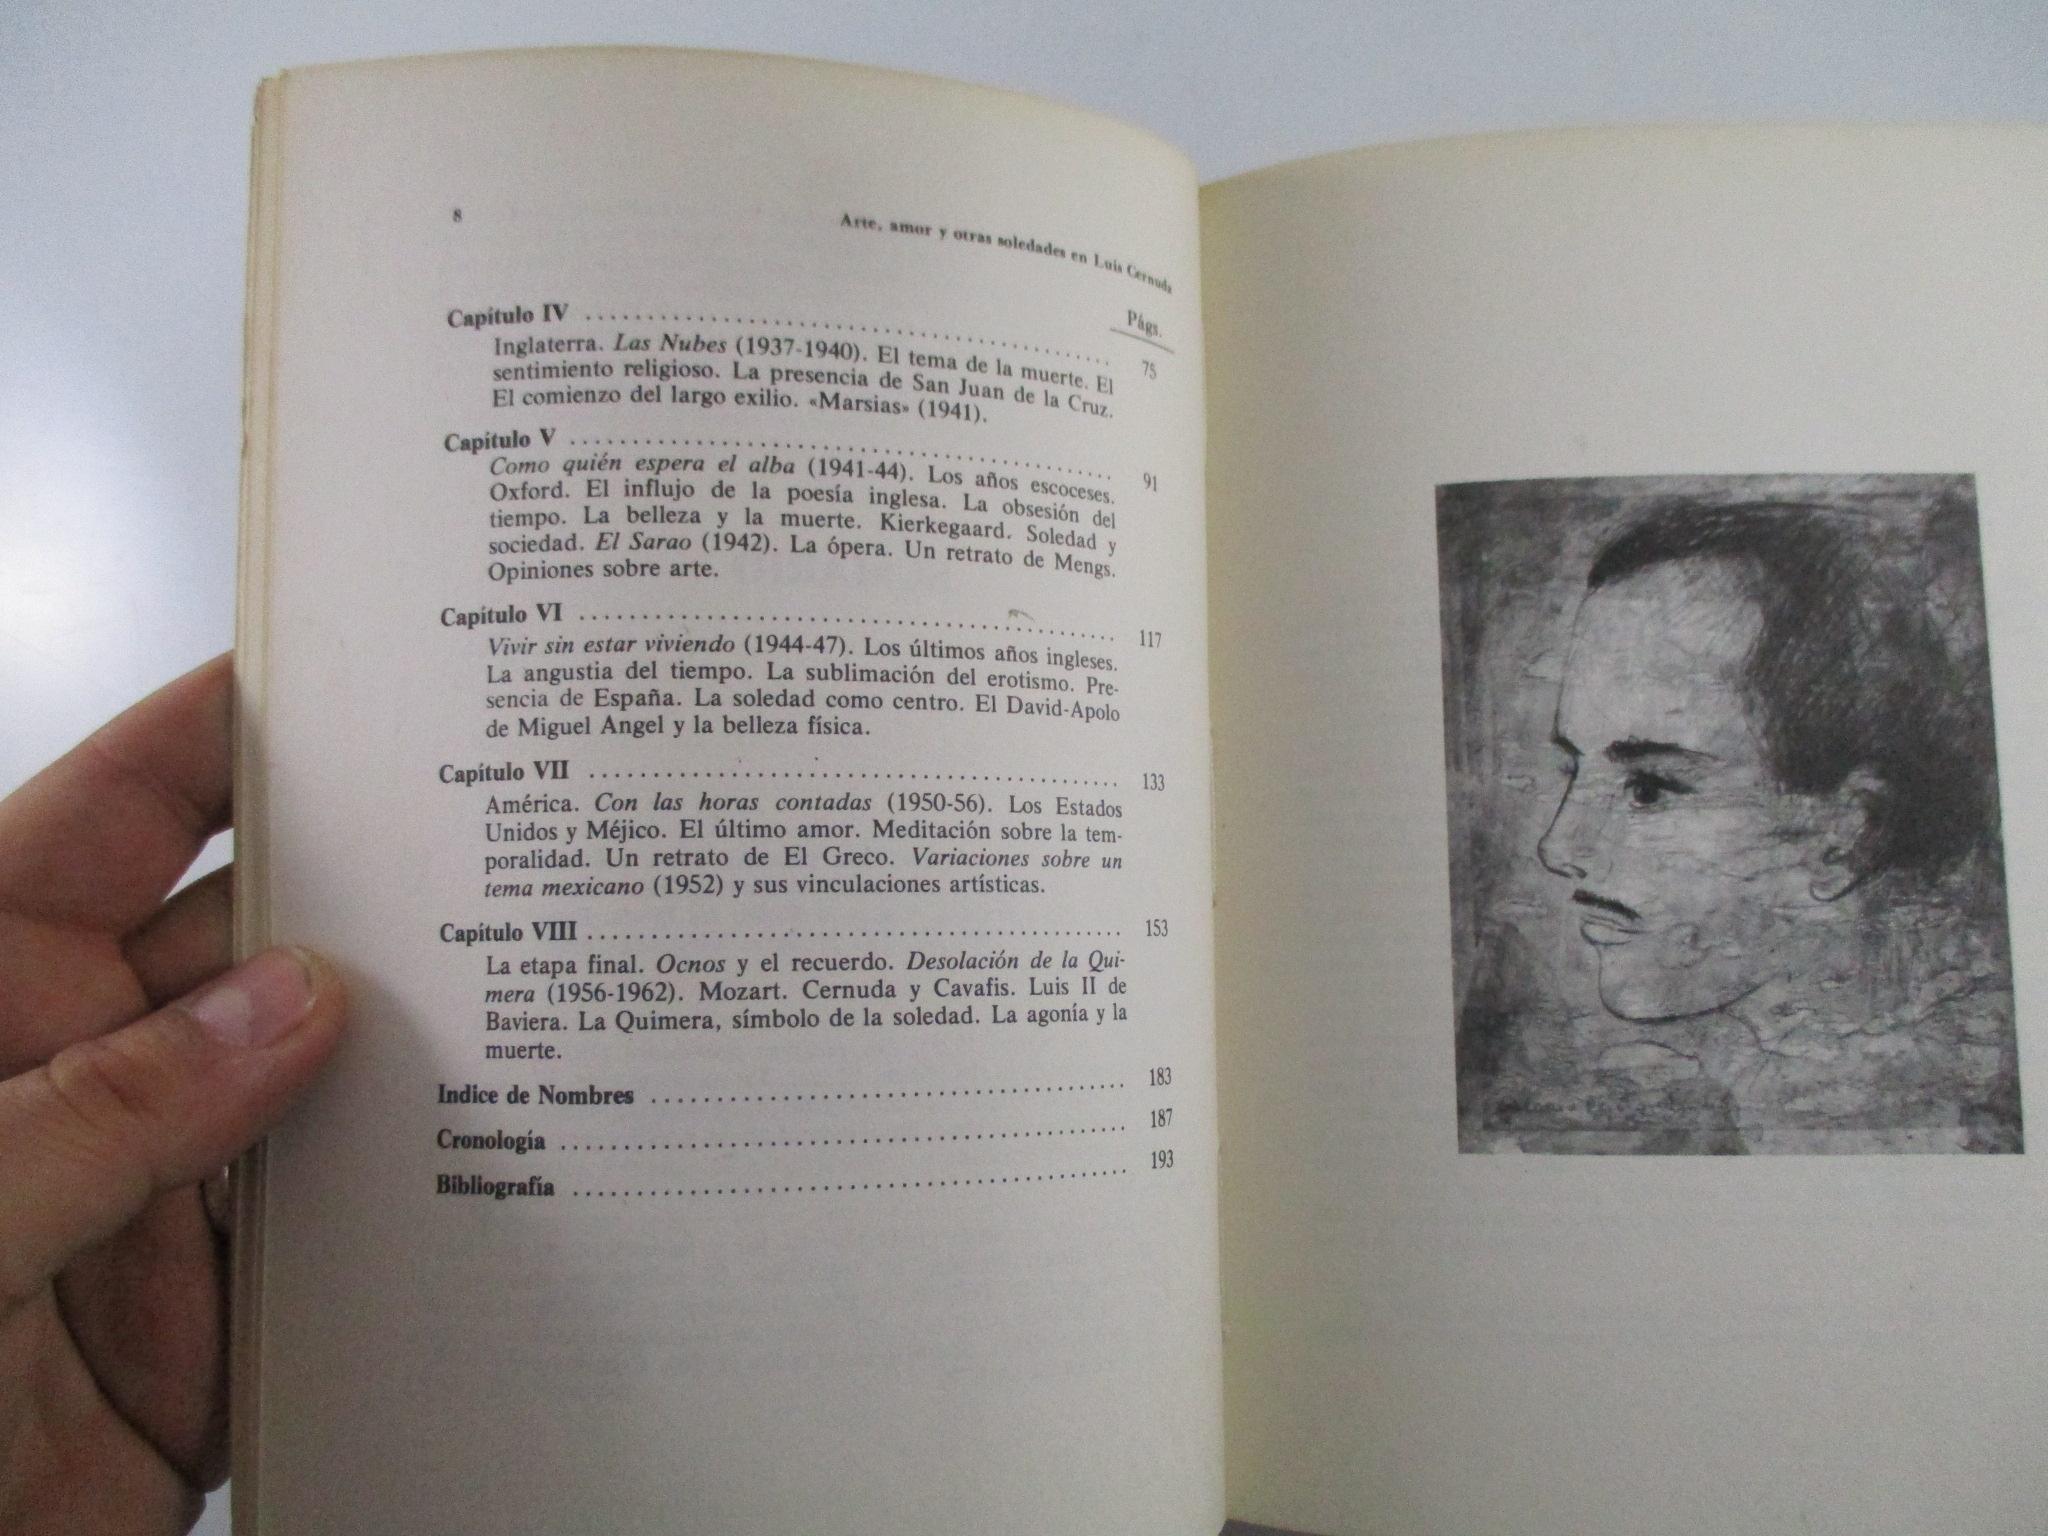 8
Arte, amor y otras soledades en Luis Cernuda
Págs.
Capítulo IV ........................................ 75
Inglaterra. Las Nubes (1937-1940). El tema de la muerte. El
sentimiento religioso. La presencia de San Juan de la Cruz.
El comienzo del largo exilio. «Marsias» (1941).
Capítulo V ........................................ 91
Como quién espera el alba (1941-44). Los años escoceses.
Oxford. El influjo de la poesía inglesa. La obsesión del
tiempo. La belleza y la muerte. Kierkegaard. Soledad y
sociedad. El Sarao (1942). La ópera. Un retrato de Mengs.
Opiniones sobre arte.
Capítulo VI ........................................ 117
Vivir sin estar viviendo (1944-47). Los últimos años ingleses.
La angustia del tiempo. La sublimación del erotismo. Pre-
sencia de España. La soledad como centro. El David-Apolo
de Miguel Angel y la belleza física.
Capítulo VII ........................................ 133
América. Con las horas contadas (1950-56). Los Estados
Unidos y Méjico. El último amor. Meditación sobre la tem-
poralidad. Un retrato de El Greco. Variaciones sobre un
tema mexicano (1952) y sus vinculaciones artísticas.
Capítulo VIII ........................................ 153
La etapa final. Ocnos y el recuerdo. Desolación de la Qui-
mera (1956-1962). Mozart. Cernuda y Cavafis. Luis II de
Baviera. La Quimera, símbolo de la soledad. La agonía y la
muerte.
Indice de Nombres ........................................ 183
Cronología ........................................ 187
Bibliografía ........................................ 193